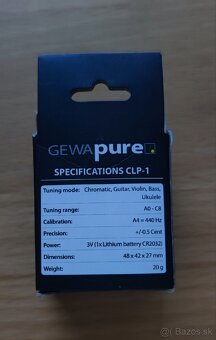 GEWApure
SPECIFICATIONS CLP-1
Tuning mode: Chromatic, Guitar, Violin, Bass,
Ukulele
Tuning range: A0 - C8
Calibration: A4 = 440 Hz
Precision: +/-0.5 Cent
Power: 3V (1x Lithium battery CR2032)
Dimensions: 48 x 42 x 27 mm
Weight: 20 g
© bazos.sk